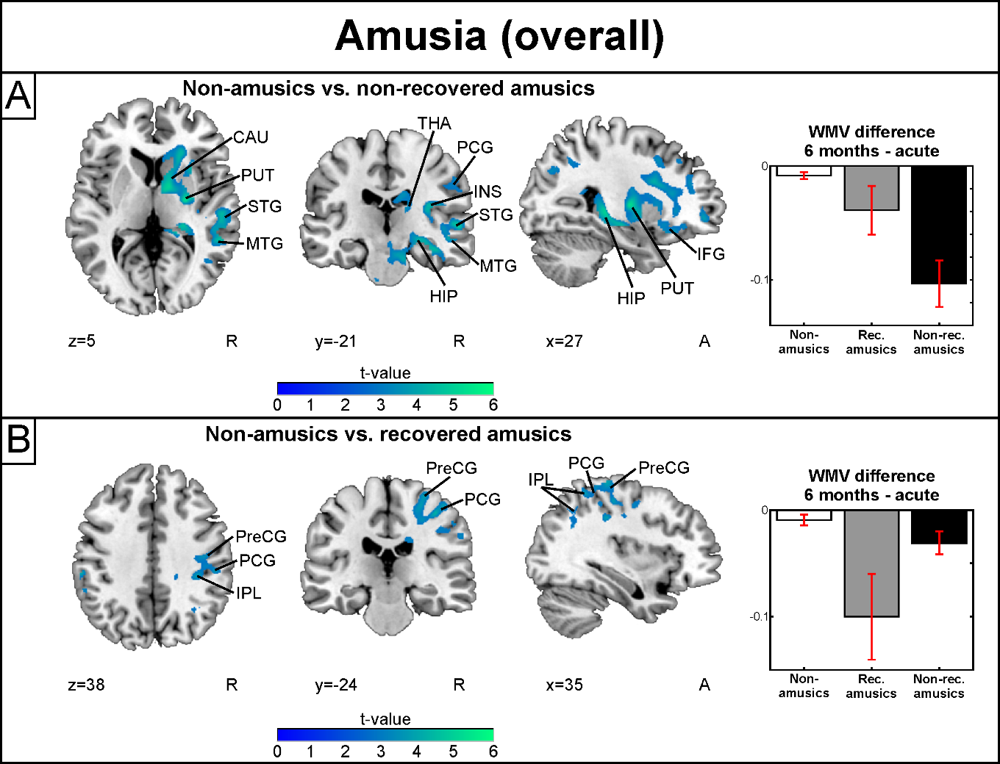 Amusia (overall)
A
Non-amusics vs. non-recovered amusics
CAU
PUT
STG
MTG
THA
PCG
INS
STG
MTG
HIP
IFG
PUT
HIP
z=5
R
y=-21
R
x=27
A
t-value
0 1 2 3 4 5 6
WMV difference
6 months - acute
0
-0.1
Non-
amusics
Rec.
amusics
Non-rec.
amusics
B
Non-amusics vs. recovered amusics
PreCG
PCG
IPL
PreCG
PCG
IPL
PCG
PreCG
z=38
R
y=-24
R
x=35
A
t-value
0 1 2 3 4 5 6
WMV difference
6 months - acute
0
-0.1
Non-
amusics
Rec.
amusics
Non-rec.
amusics